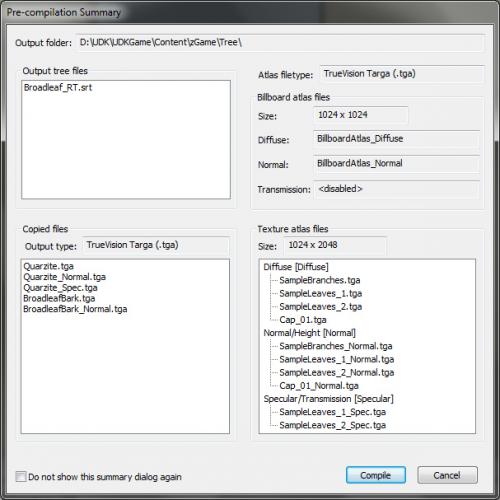 Pre-compilation Summary
Output folder: D:\UDK\UDKGame\Content\zGame\Tree\
Output tree files
Broadleaf_RT.srt
Atlas filetype: TrueVision Targa (.tga)
Billboard atlas files
Size: 1024 x 1024
Diffuse: BillboardAtlas_Diffuse
Normal: BillboardAtlas_Normal
Transmission: <disabled>
Copied files
Output type: TrueVision Targa (.tga)
Quarzite.tga
Quarzite_Normal.tga
Quarzite_Spec.tga
BroadleafBark.tga
BroadleafBark_Normal.tga
Texture atlas files
Size: 1024 x 2048
Diffuse [Diffuse]
SampleBranches.tga
SampleLeaves_1.tga
SampleLeaves_2.tga
Cap_01.tga
Normal/Height [Normal]
SampleBranches_Normal.tga
SampleLeaves_1_Normal.tga
SampleLeaves_2_Normal.tga
Cap_01_Normal.tga
Specular/Transmission [Specular]
SampleLeaves_1_Spec.tga
SampleLeaves_2_Spec.tga
Do not show this summary dialog again
Compile
Cancel